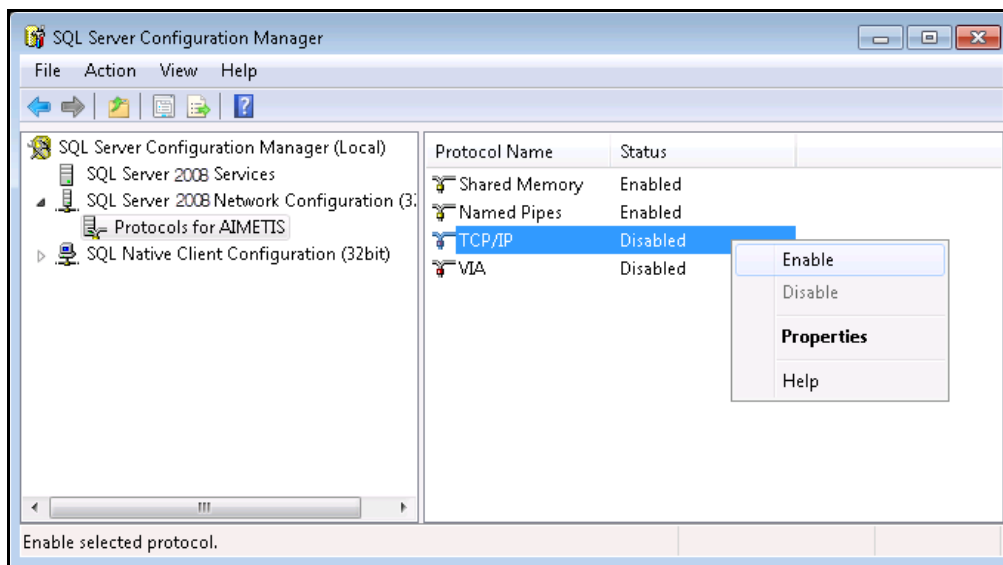 SQL Server Configuration Manager
File Action View Help
SQL Server Configuration Manager (Local)
SQL Server 2008 Services
SQL Server 2008 Network Configuration (3
Protocols for AIMETIS
SQL Native Client Configuration (32bit)
Protocol Name Status
Shared Memory Enabled
Named Pipes Enabled
TCP/IP Disabled
VIA Disabled
Enable
Disable
Properties
Help
Enable selected protocol.